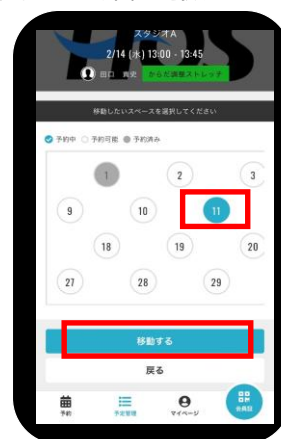 スタジオA
2/14 (水) 13:00 - 13:45
田口 貴史 からだ調整ストレッチ
移動したいスペースを選択してください
予約中 予約可能 予約済み
1 2 3
9 10 11
18 19 20
27 28 29
移動する
戻る
予約 予定管理 マイページ 会員証